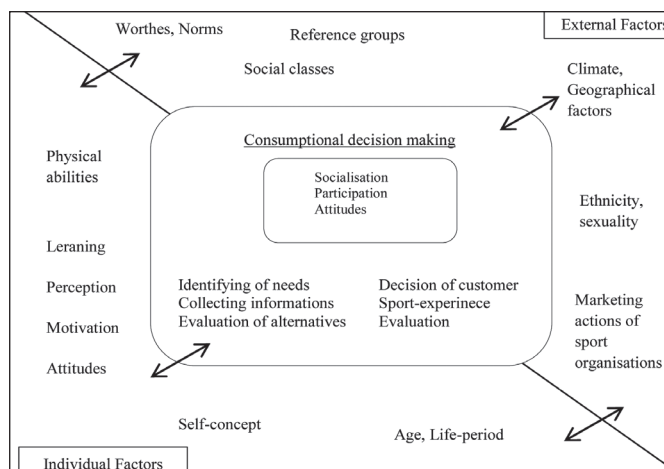 External Factors
Worthes, Norms
Reference groups
Social classes
Climate,
Geographical
factors
Consumptional decision making
Physical
abilities
Socialisation
Participation
Attitudes
Ethnicity,
sexuality
Leraning
Perception
Motivation
Attitudes
Identifying of needs
Collecting informations
Evaluation of alternatives
Decision of customer
Sport-experinece
Evaluation
Marketing
actions of
sport
organisations
Self-concept
Age, Life-period
Individual Factors